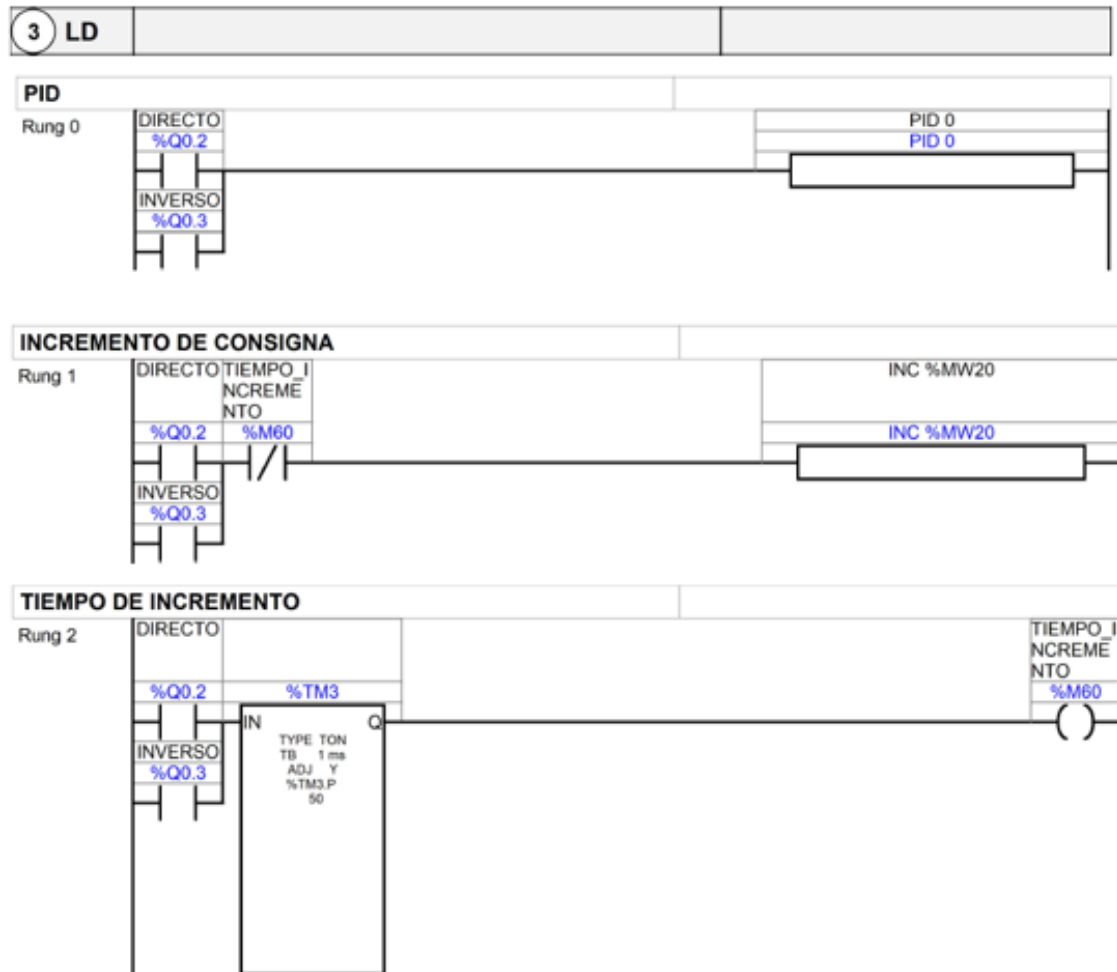 3 LD
PID
Rung 0
DIRECTO
%Q0.2
PID 0
PID 0
INVERSO
%Q0.3
INCREMENTO DE CONSIGNA
Rung 1
DIRECTO
TIEMPO_I
NCREME
NTO
INC %MW20
%Q0.2
%M60
INC %MW20
INVERSO
%Q0.3
TIEMPO DE INCREMENTO
Rung 2
DIRECTO
TIEMPO_I
NCREME
NTO
%Q0.2
%TM3
%M60
IN
Q
TYPE TON
TB 1 ms
ADJ Y
%TM3.P
50
INVERSO
%Q0.3